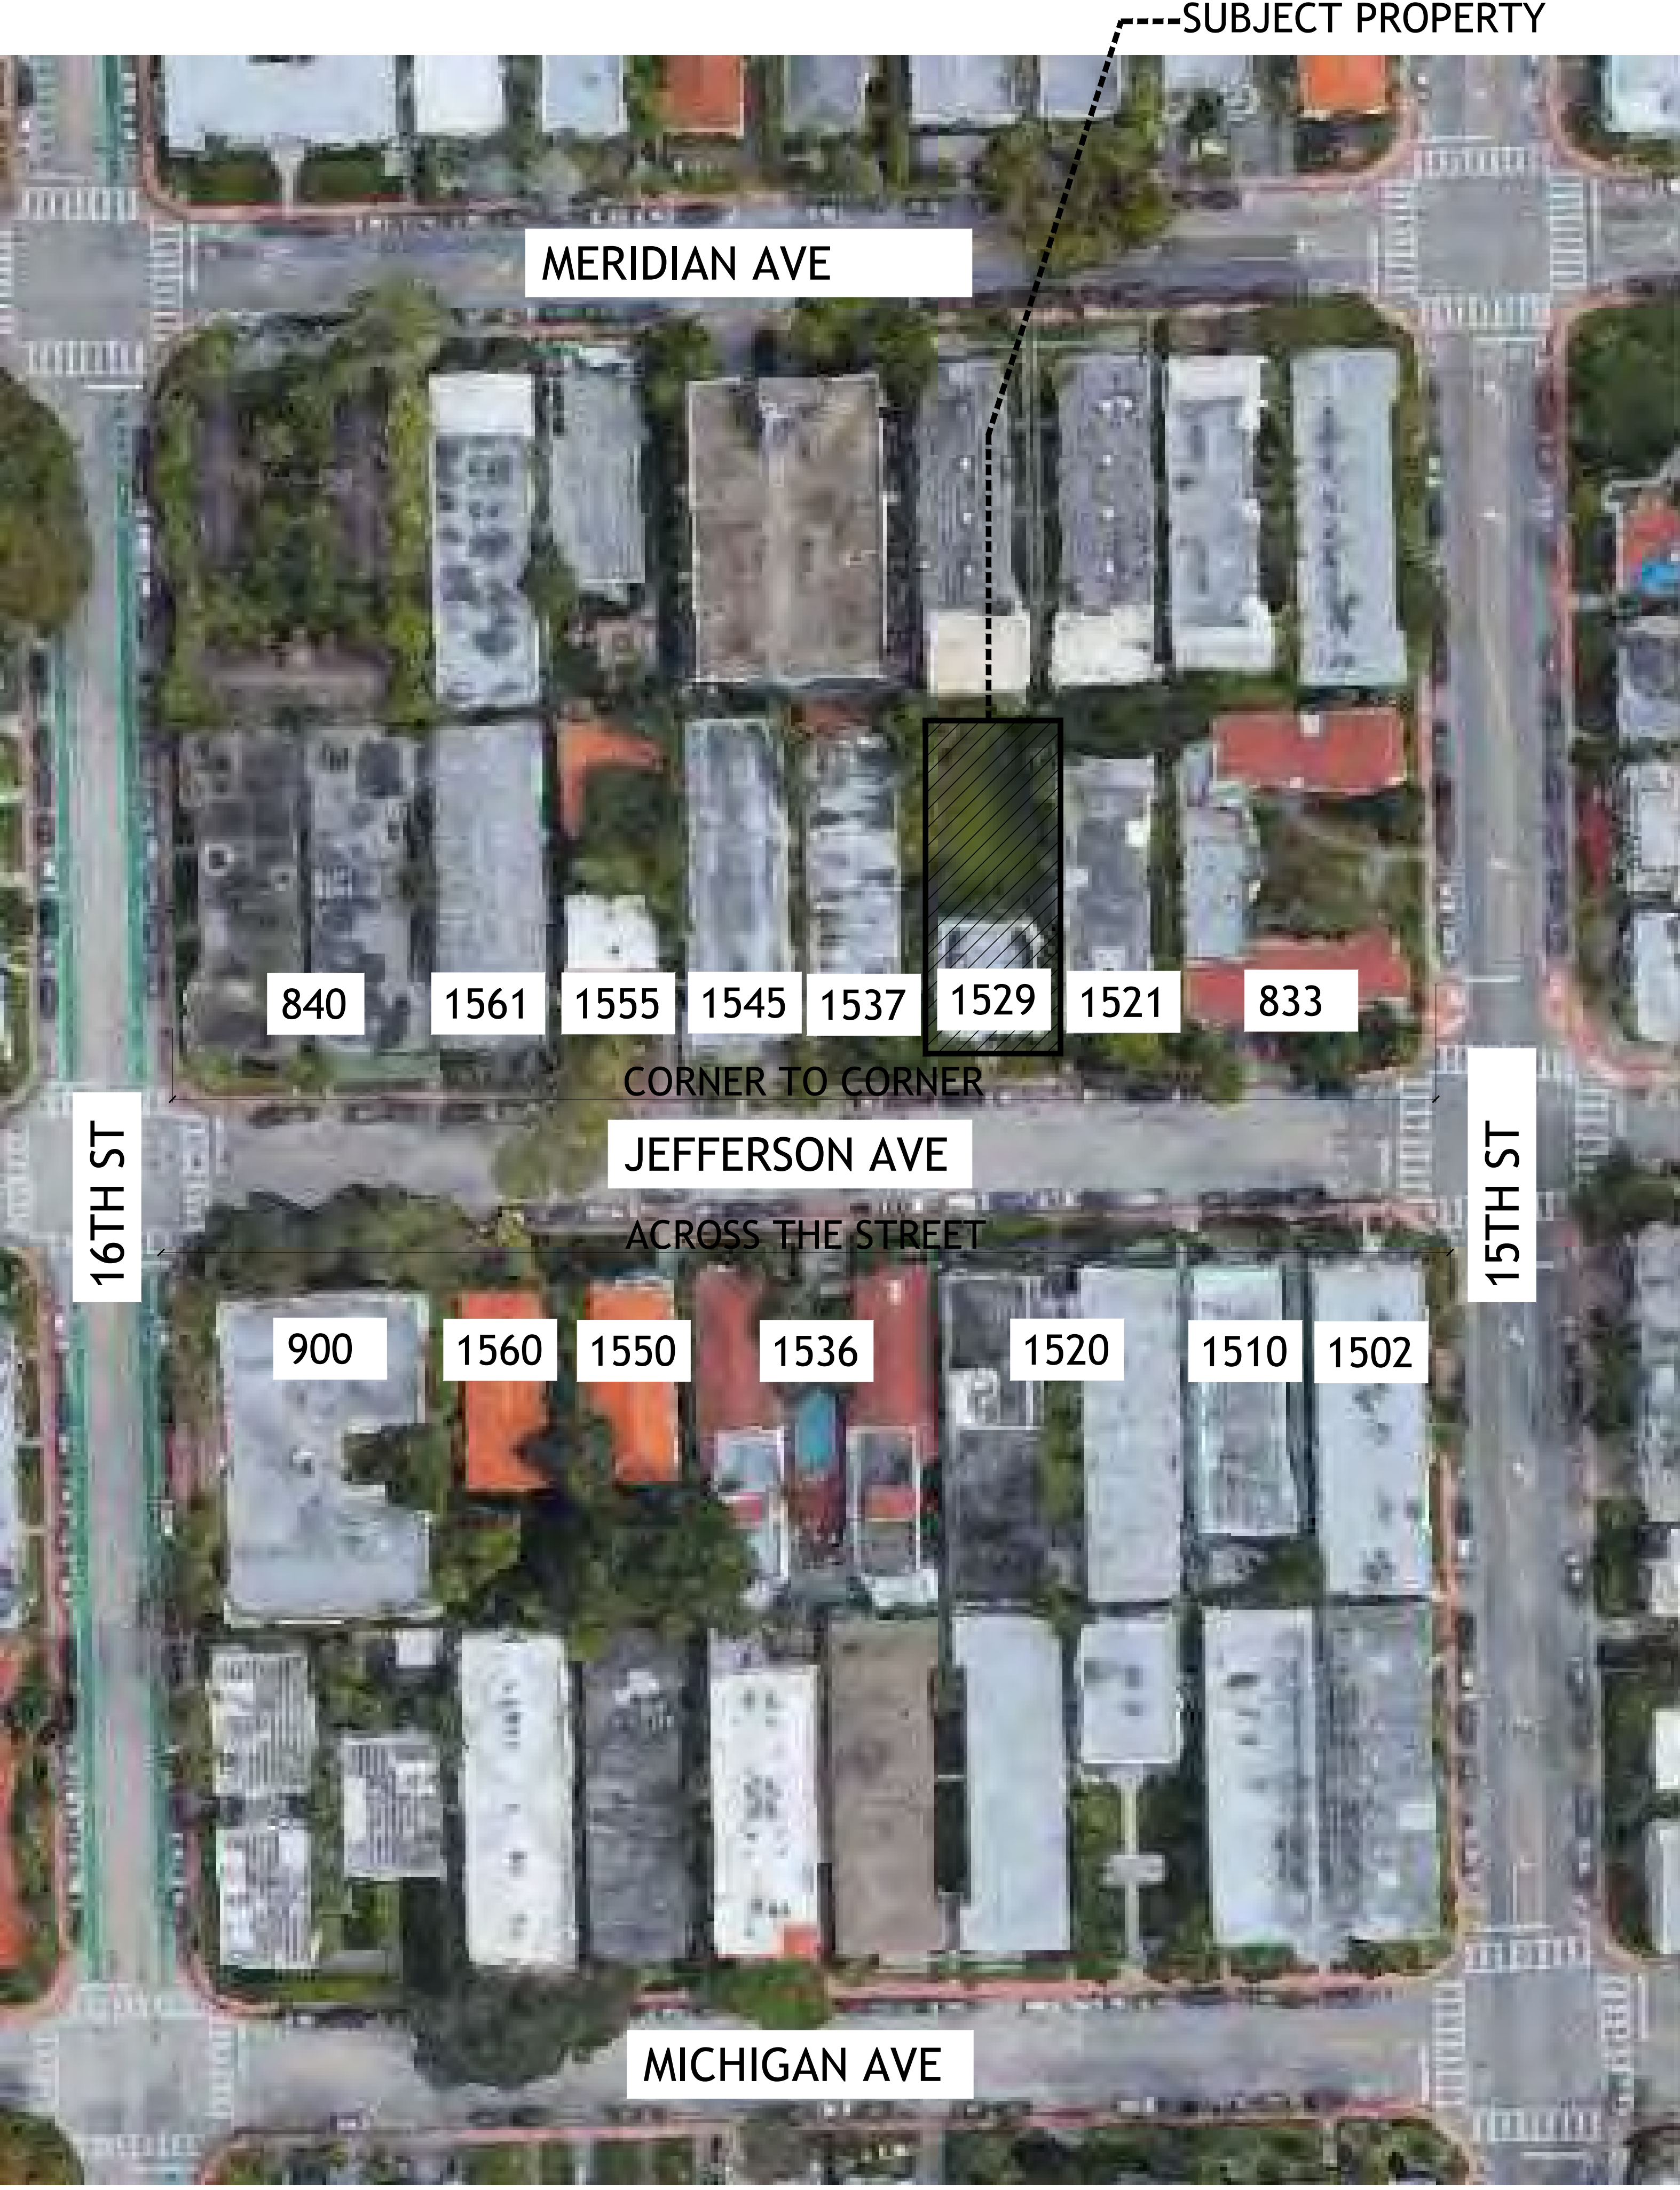 SUBJECT PROPERTY
MERIDIAN AVE
840
1561
1555
1545
1537
1529
1521
833
CORNER TO CORNER
16TH ST
JEFFERSON AVE
15TH ST
ACROSS THE STREET
900
1560
1550
1536
1520
1510
1502
MICHIGAN AVE